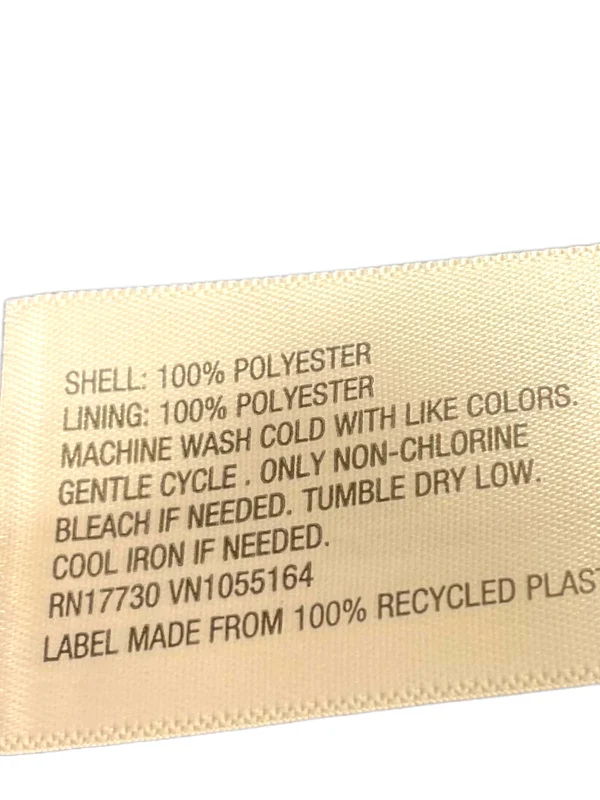 SHELL: 100% POLYESTER
LINING: 100% POLYESTER
MACHINE WASH COLD WITH LIKE COLORS.
GENTLE CYCLE . ONLY NON-CHLORINE
BLEACH IF NEEDED. TUMBLE DRY LOW.
COOL IRON IF NEEDED.
RN17730 VN1055164
LABEL MADE FROM 100% RECYCLED PLAS